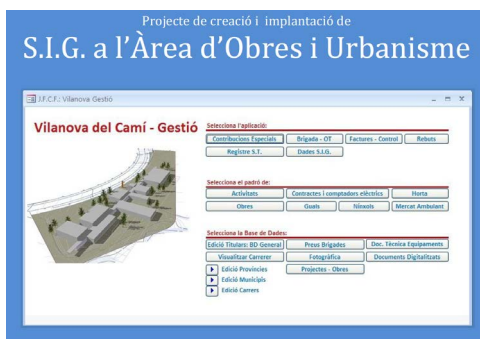 Projecte de creació i implantació de
S.I.G. a l'Àrea d'Obres i Urbanisme
J.F.C.F.: Vilanova Gestió
Vilanova del Camí - Gestió
Selecciona l'aplicació:
Contribucions Especials Brigada - OT Factures - Control Rebuts
Registre S.T. Dades S.I.G.
Selecciona el padró de:
Activitats Contractes i comptadors elèctrics Horta
Obres Guals Nínxols Mercat Ambulant
Selecciona la Base de Dades:
Edició Titulars: BD General Preus Brigades Doc. Tècnica Equipaments
Visualitzar Carrerer Fotogràfica Documents Digitalitzats
Edició Províncies Projectes - Obres
Edició Municipis
Edició Carrers